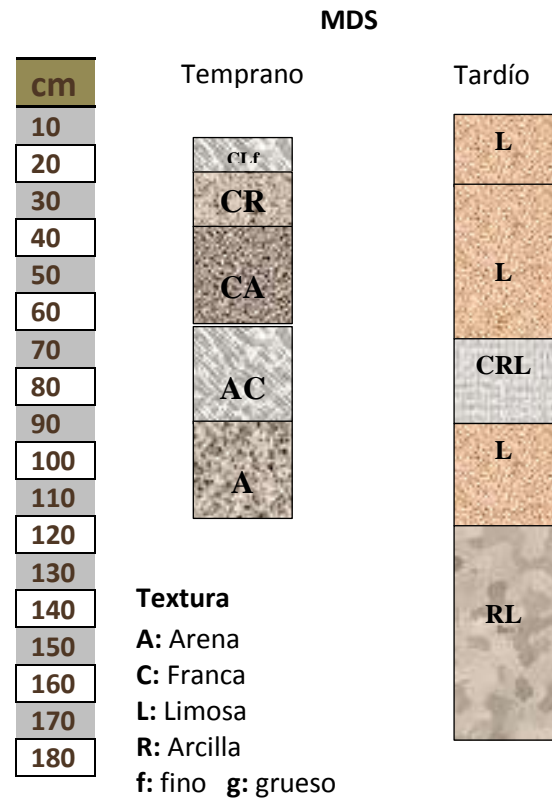 MDS
Temprano
Tardío
cm
10
20
30
40
50
60
70
80
90
100
110
120
130
140
150
160
170
180
CLf
CR
CA
AC
A
L
L
CRL
L
RL
Textura
A: Arena
C: Franca
L: Limosa
R: Arcilla
f: fino g: grueso